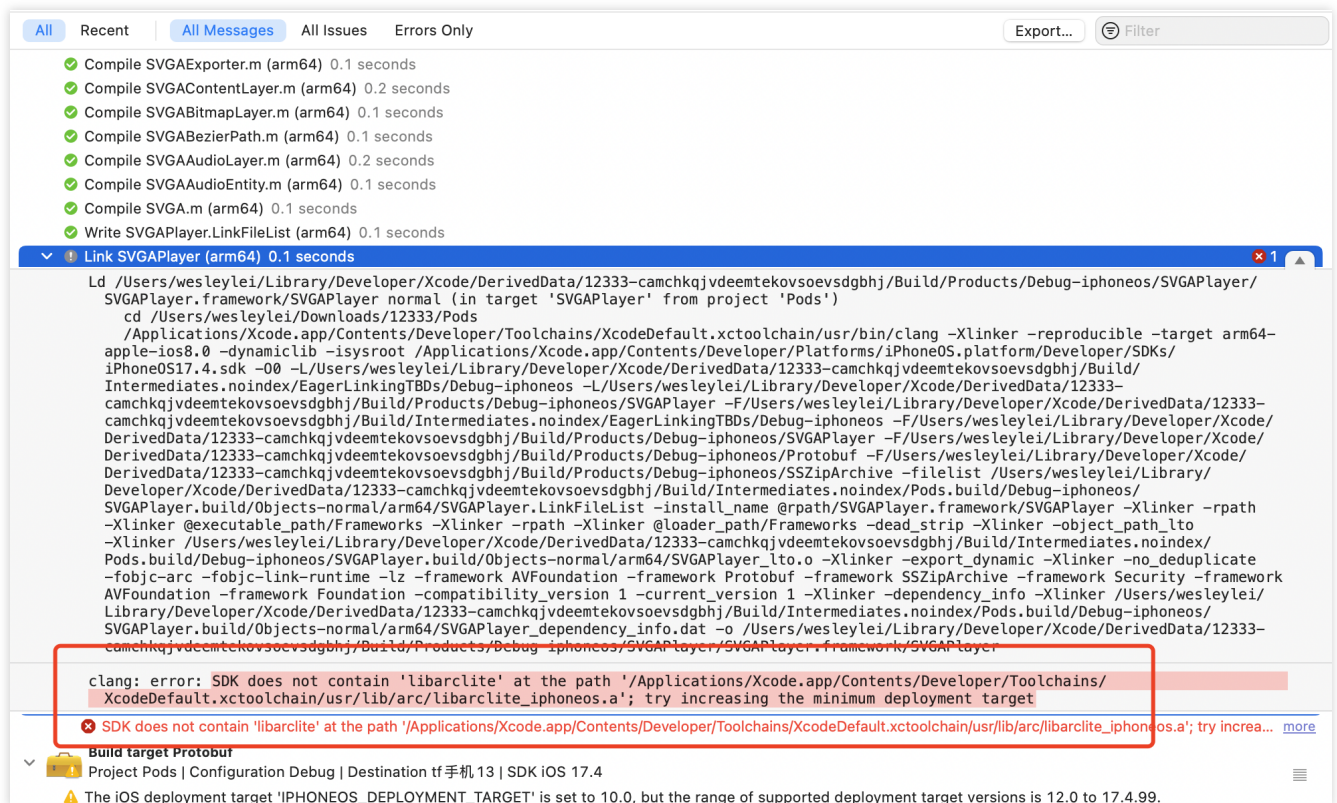 All Recent All Messages All Issues Errors Only Export... Filter
Compile SVGAExporter.m (arm64) 0.1 seconds
Compile SVGAContentLayer.m (arm64) 0.2 seconds
Compile SVGABitmapLayer.m (arm64) 0.1 seconds
Compile SVGABezierPath.m (arm64) 0.1 seconds
Compile SVGAAudioLayer.m (arm64) 0.2 seconds
Compile SVGAAudioEntity.m (arm64) 0.1 seconds
Compile SVGA.m (arm64) 0.1 seconds
Write SVGAPlayer.LinkFileList (arm64) 0.1 seconds
Link SVGAPlayer (arm64) 0.1 seconds 1
Ld /Users/wesleylei/Library/Developer/Xcode/DerivedData/12333-camchkqjvdeemtekovsoevsdgbhj/Build/Products/Debug-iphoneos/SVGAPlayer/
SVGAPlayer.framework/SVGAPlayer normal (in target 'SVGAPlayer' from project 'Pods')
cd /Users/wesleylei/Downloads/12333/Pods
/Applications/Xcode.app/Contents/Developer/Toolchains/XcodeDefault.xctoolchain/usr/bin/clang -Xlinker -reproducible -target arm64-
apple-ios8.0 -dynamiclib -isysroot /Applications/Xcode.app/Contents/Developer/Platforms/iPhoneOS.platform/Developer/SDKs/
iPhoneOS17.4.sdk -O0 -L/Users/wesleylei/Library/Developer/Xcode/DerivedData/12333-camchkqjvdeemtekovsoevsdgbhj/Build/
Intermediates.noindex/EagerLinkingTBDs/Debug-iphoneos -L/Users/wesleylei/Library/Developer/Xcode/DerivedData/12333-
camchkqjvdeemtekovsoevsdgbhj/Build/Products/Debug-iphoneos/SVGAPlayer -F/Users/wesleylei/Library/Developer/Xcode/DerivedData/12333-
camchkqjvdeemtekovsoevsdgbhj/Build/Intermediates.noindex/EagerLinkingTBDs/Debug-iphoneos -F/Users/wesleylei/Library/Developer/Xcode/
DerivedData/12333-camchkqjvdeemtekovsoevsdgbhj/Build/Products/Debug-iphoneos/SVGAPlayer -F/Users/wesleylei/Library/Developer/Xcode/
DerivedData/12333-camchkqjvdeemtekovsoevsdgbhj/Build/Products/Debug-iphoneos/Protobuf -F/Users/wesleylei/Library/Developer/Xcode/
DerivedData/12333-camchkqjvdeemtekovsoevsdgbhj/Build/Products/Debug-iphoneos/SSZipArchive -filelist /Users/wesleylei/Library/
Developer/Xcode/DerivedData/12333-camchkqjvdeemtekovsoevsdgbhj/Build/Intermediates.noindex/Pods.build/Debug-iphoneos/
SVGAPlayer.build/Objects-normal/arm64/SVGAPlayer.LinkFileList -install_name @rpath/SVGAPlayer.framework/SVGAPlayer -Xlinker -rpath
-Xlinker @executable_path/Frameworks -Xlinker -rpath -Xlinker @loader_path/Frameworks -dead_strip -Xlinker -object_path_lto
-Xlinker /Users/wesleylei/Library/Developer/Xcode/DerivedData/12333-camchkqjvdeemtekovsoevsdgbhj/Build/Intermediates.noindex/
Pods.build/Debug-iphoneos/SVGAPlayer.build/Objects-normal/arm64/SVGAPlayer_lto.o -Xlinker -export_dynamic -Xlinker -no_deduplicate
-fobjc-arc -fobjc-link-runtime -lz -framework AVFoundation -framework Protobuf -framework SSZipArchive -framework Security -framework
AVFoundation -framework Foundation -compatibility_version 1 -current_version 1 -Xlinker -dependency_info -Xlinker /Users/wesleylei/
Library/Developer/Xcode/DerivedData/12333-camchkqjvdeemtekovsoevsdgbhj/Build/Intermediates.noindex/Pods.build/Debug-iphoneos/
SVGAPlayer.build/Objects-normal/arm64/SVGAPlayer_dependency_info.dat -o /Users/wesleylei/Library/Developer/Xcode/DerivedData/12333-
camchkqjvdeemtekovsoevsdgbhj/Build/Products/Debug-iphoneos/SVGAPlayer/SVGAPlayer.framework/SVGAPlayer
clang: error: SDK does not contain 'libarclite' at the path '/Applications/Xcode.app/Contents/Developer/Toolchains/
XcodeDefault.xctoolchain/usr/lib/arc/libarclite_iphoneos.a'; try increasing the minimum deployment target
SDK does not contain 'libarclite' at the path '/Applications/Xcode.app/Contents/Developer/Toolchains/XcodeDefault.xctoolchain/usr/lib/arc/libarclite_iphoneos.a'; try increa... more
Build target Protobuf
Project Pods | Configuration Debug | Destination tf手机13 | SDK iOS 17.4
The iOS deployment target 'IPHONEOS_DEPLOYMENT_TARGET' is set to 10.0, but the range of supported deployment target versions is 12.0 to 17.4.99.